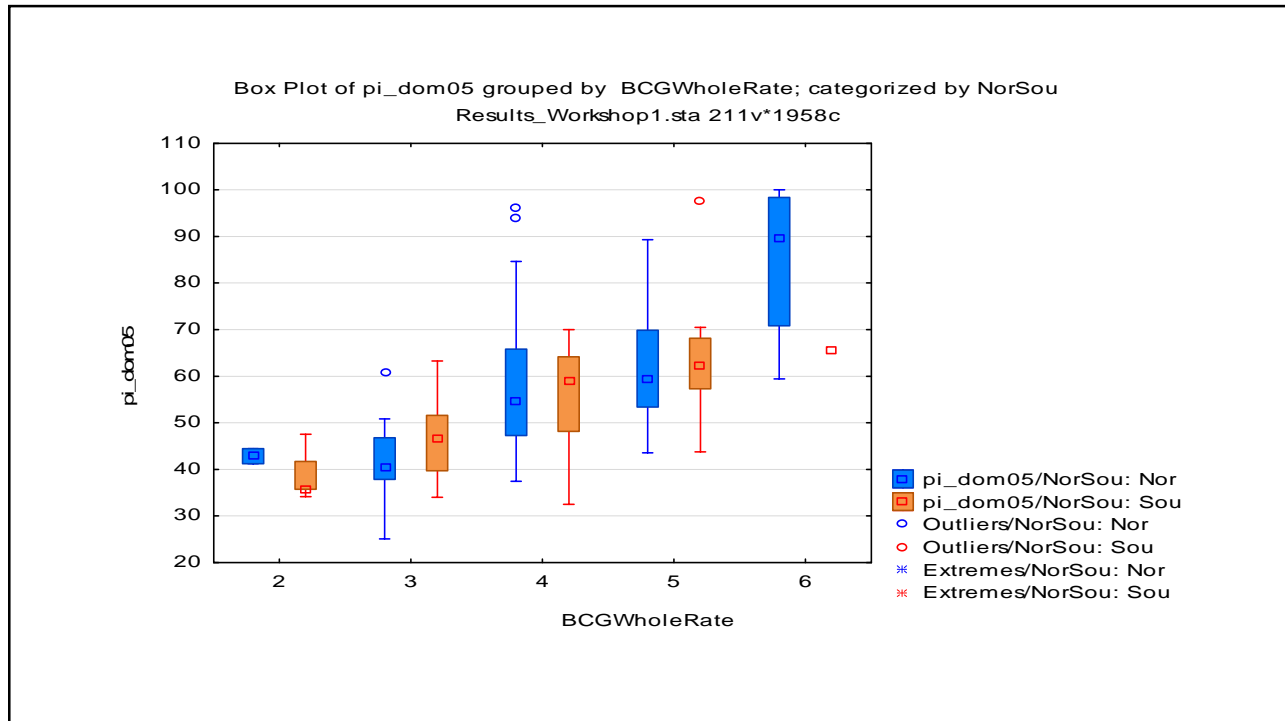 Box Plot of pi_dom05 grouped by BCGWholeRate; categorized by NorSou
Results_Workshop1.sta 211v*1958c
110
100
90
80
70
60
50
40
30
20
pi_dom05
2 3 4 5 6
BCGWholeRate
pi_dom05/NorSou: Nor
pi_dom05/NorSou: Sou
Outliers/NorSou: Nor
Outliers/NorSou: Sou
Extremes/NorSou: Nor
Extremes/NorSou: Sou